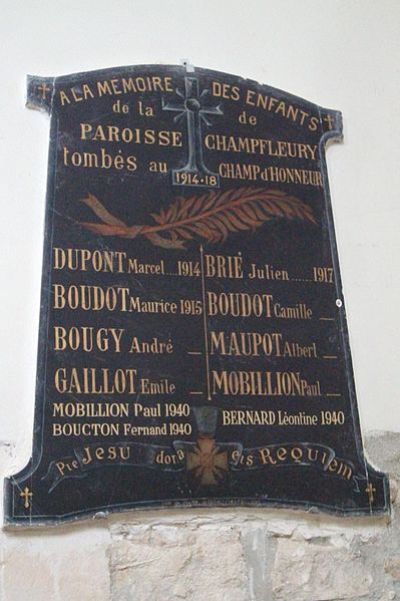 A LA MÉMOIRE DES ENFANTS
de la de
PAROISSE CHAMPFLEURY
tombés au CHAMP d'HONNEUR
1914-18
DUPONT Marcel...1914 BRIÉ Julien......1917
BOUDOT Maurice 1915 BOUDOT Camille _
BOUGY André _ MAUPOT Albert _
GAILLOT Emile _ MOBILLION Paul _
MOBILLION Paul 1940 BERNARD Léontine 1940
BOUCTON Fernand 1940
Pie JESU dona eis REQUIEM